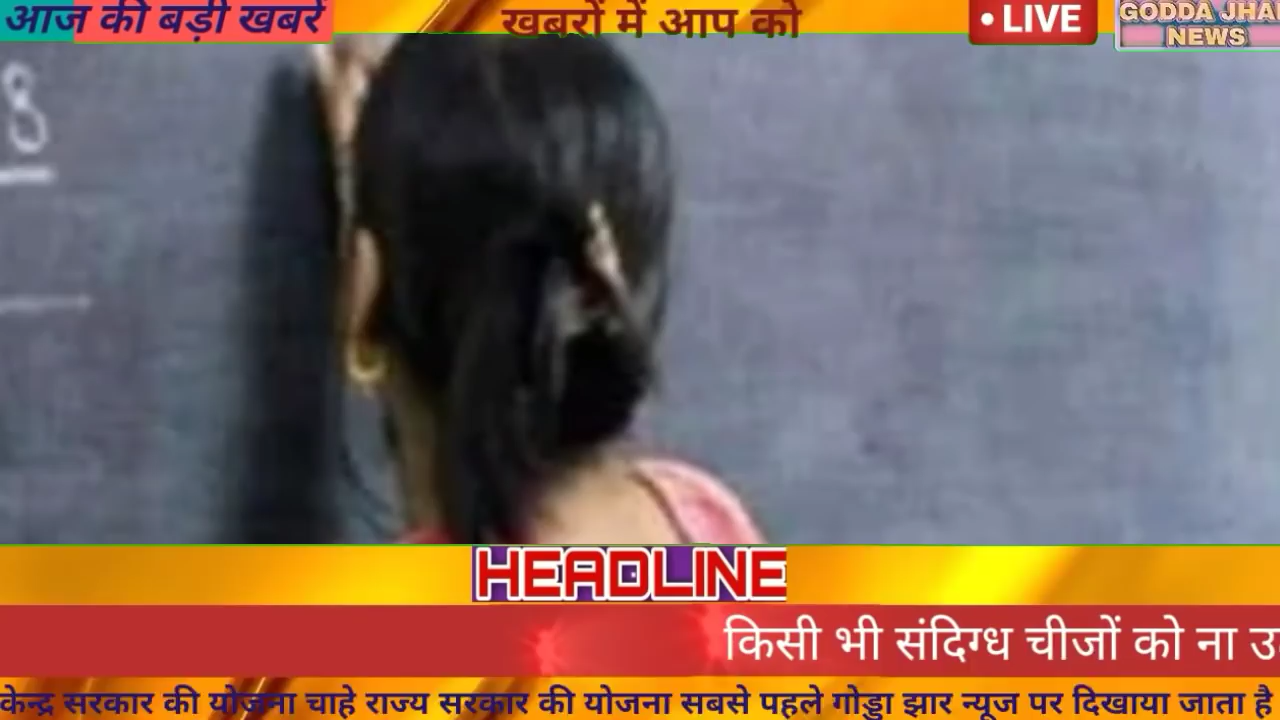 आज की बड़ी खबरें
खबरों में आप को
• LIVE
GODDA JHA
NEWS
8
HEADLINE
किसी भी संदिग्ध चीजों को ना
केन्द्र सरकार की योजना चाहे राज्य सरकार की योजना सबसे पहले गोड्डा झार न्यूज पर दिखाया जाता है